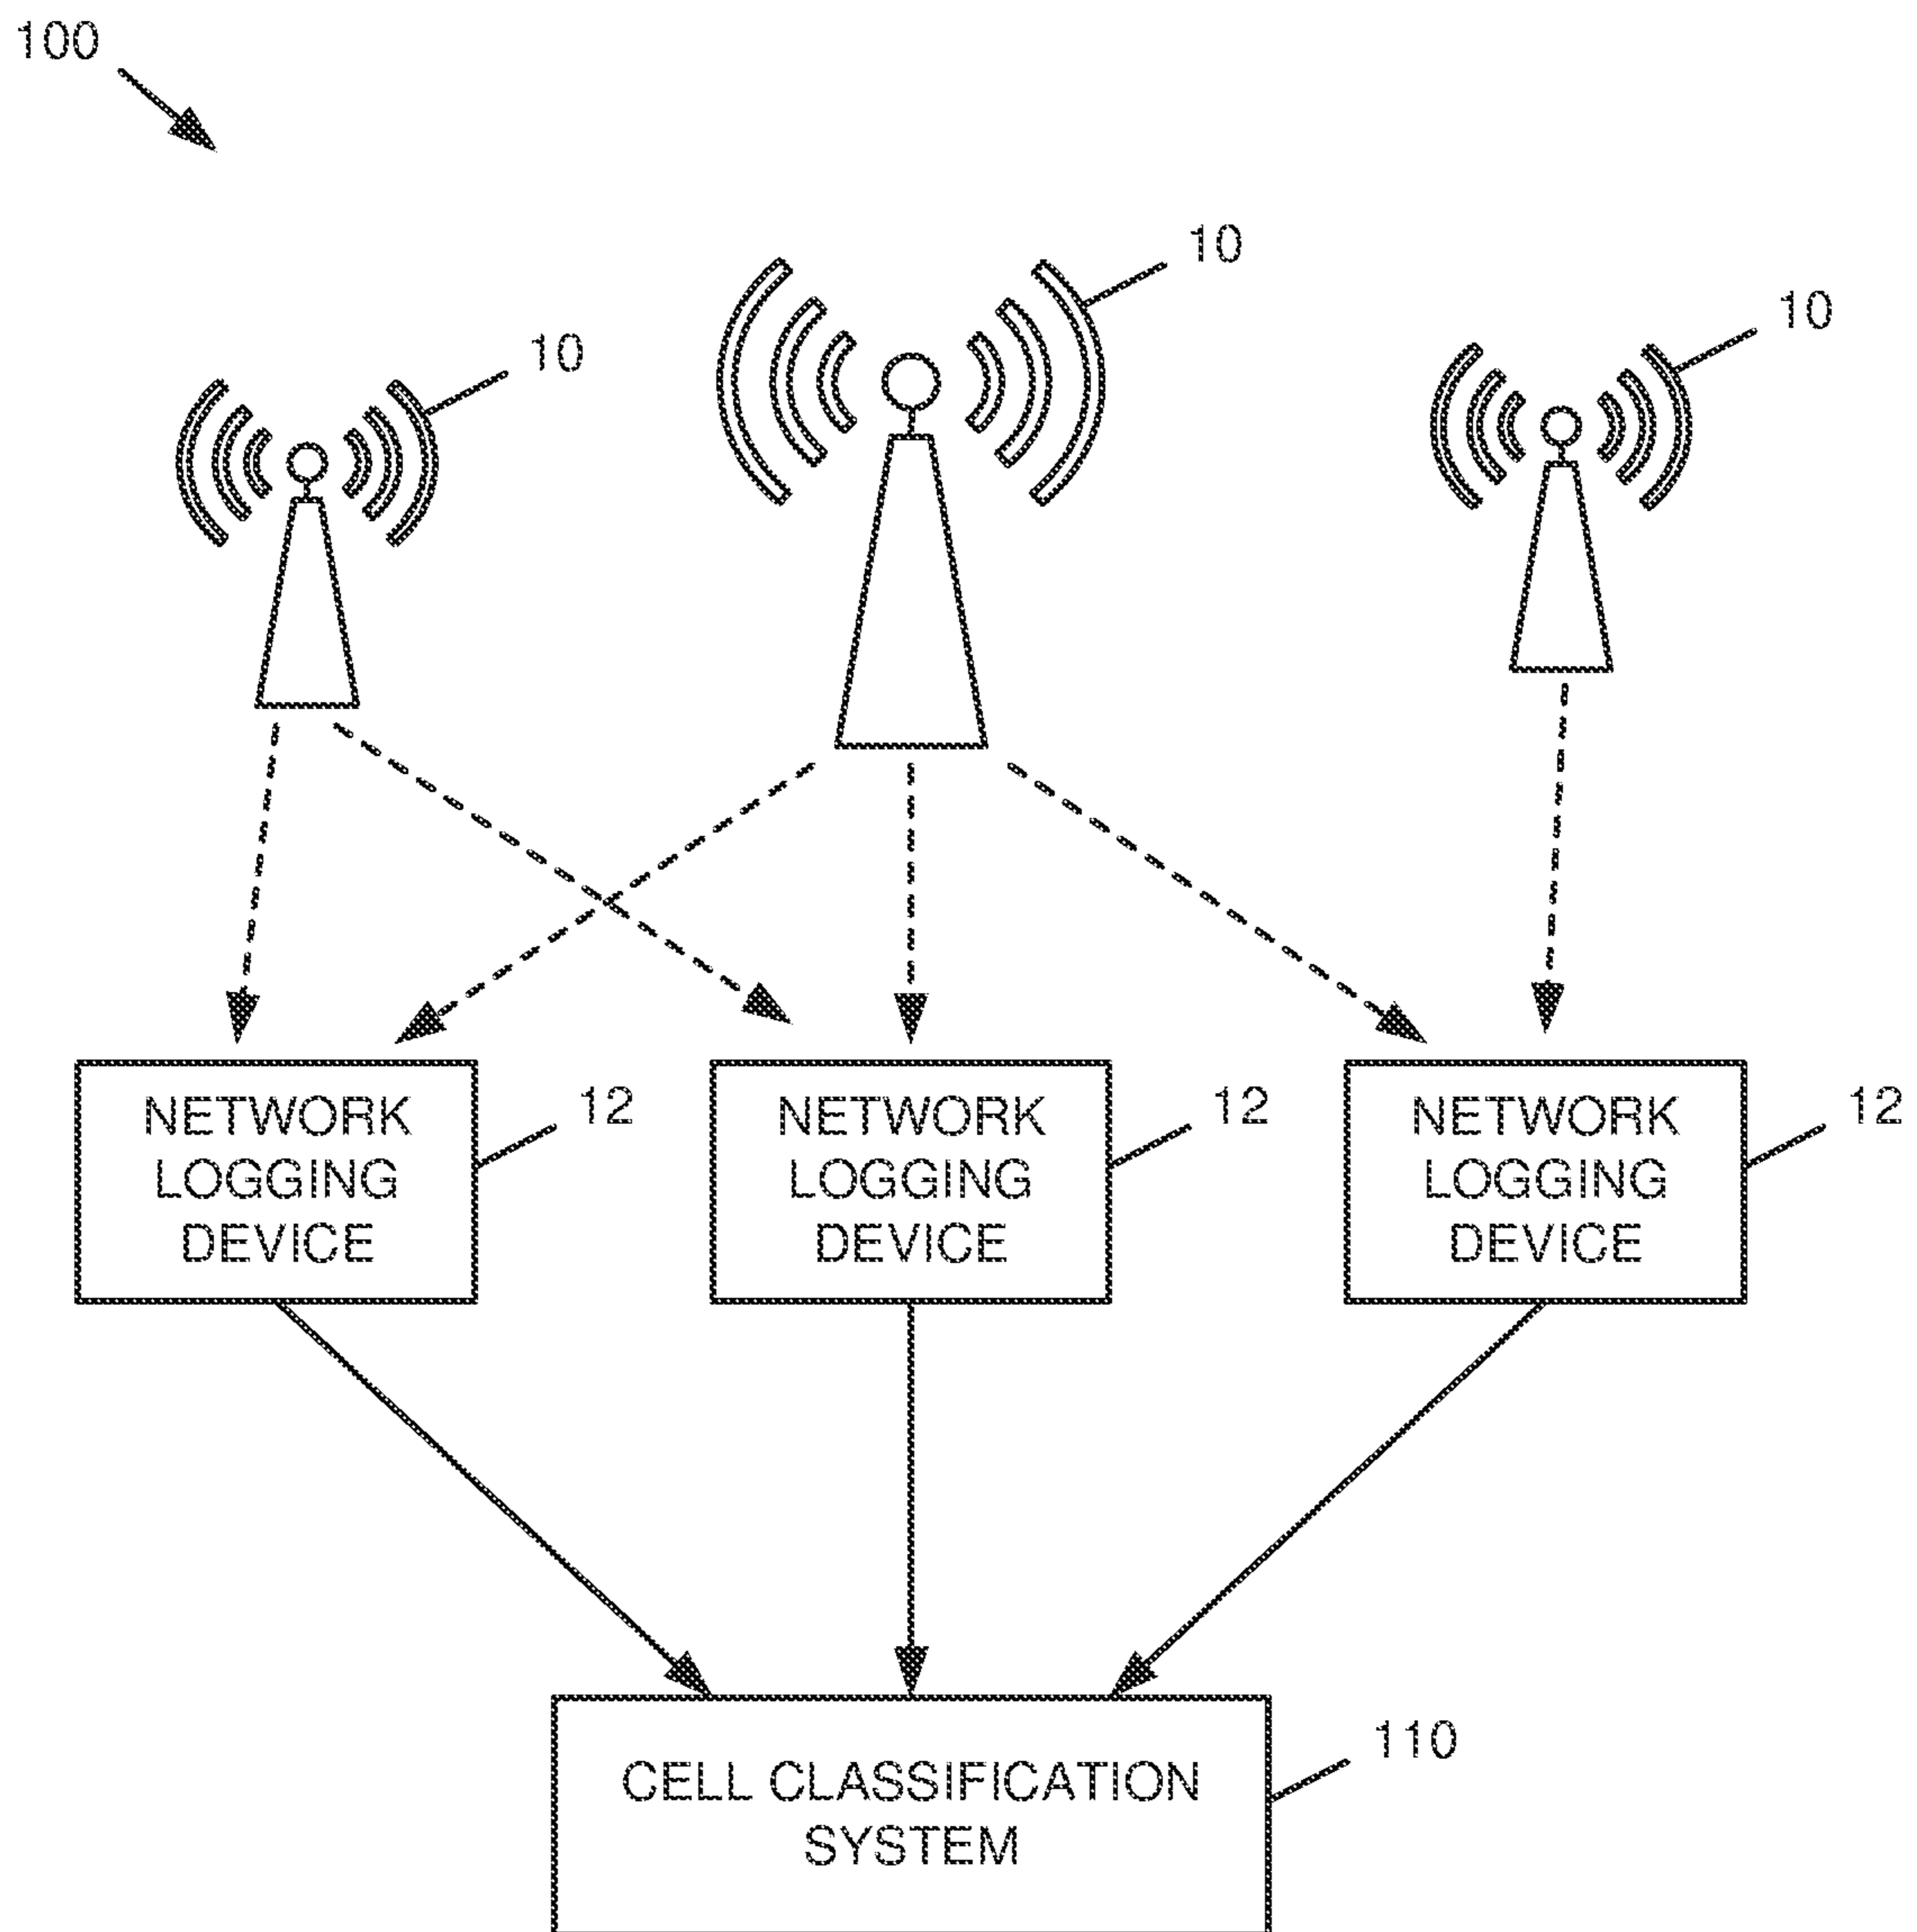 100
10
10
10
NETWORK
LOGGING
DEVICE
12
NETWORK
LOGGING
DEVICE
12
NETWORK
LOGGING
DEVICE
12
CELL CLASSIFICATION
SYSTEM
110